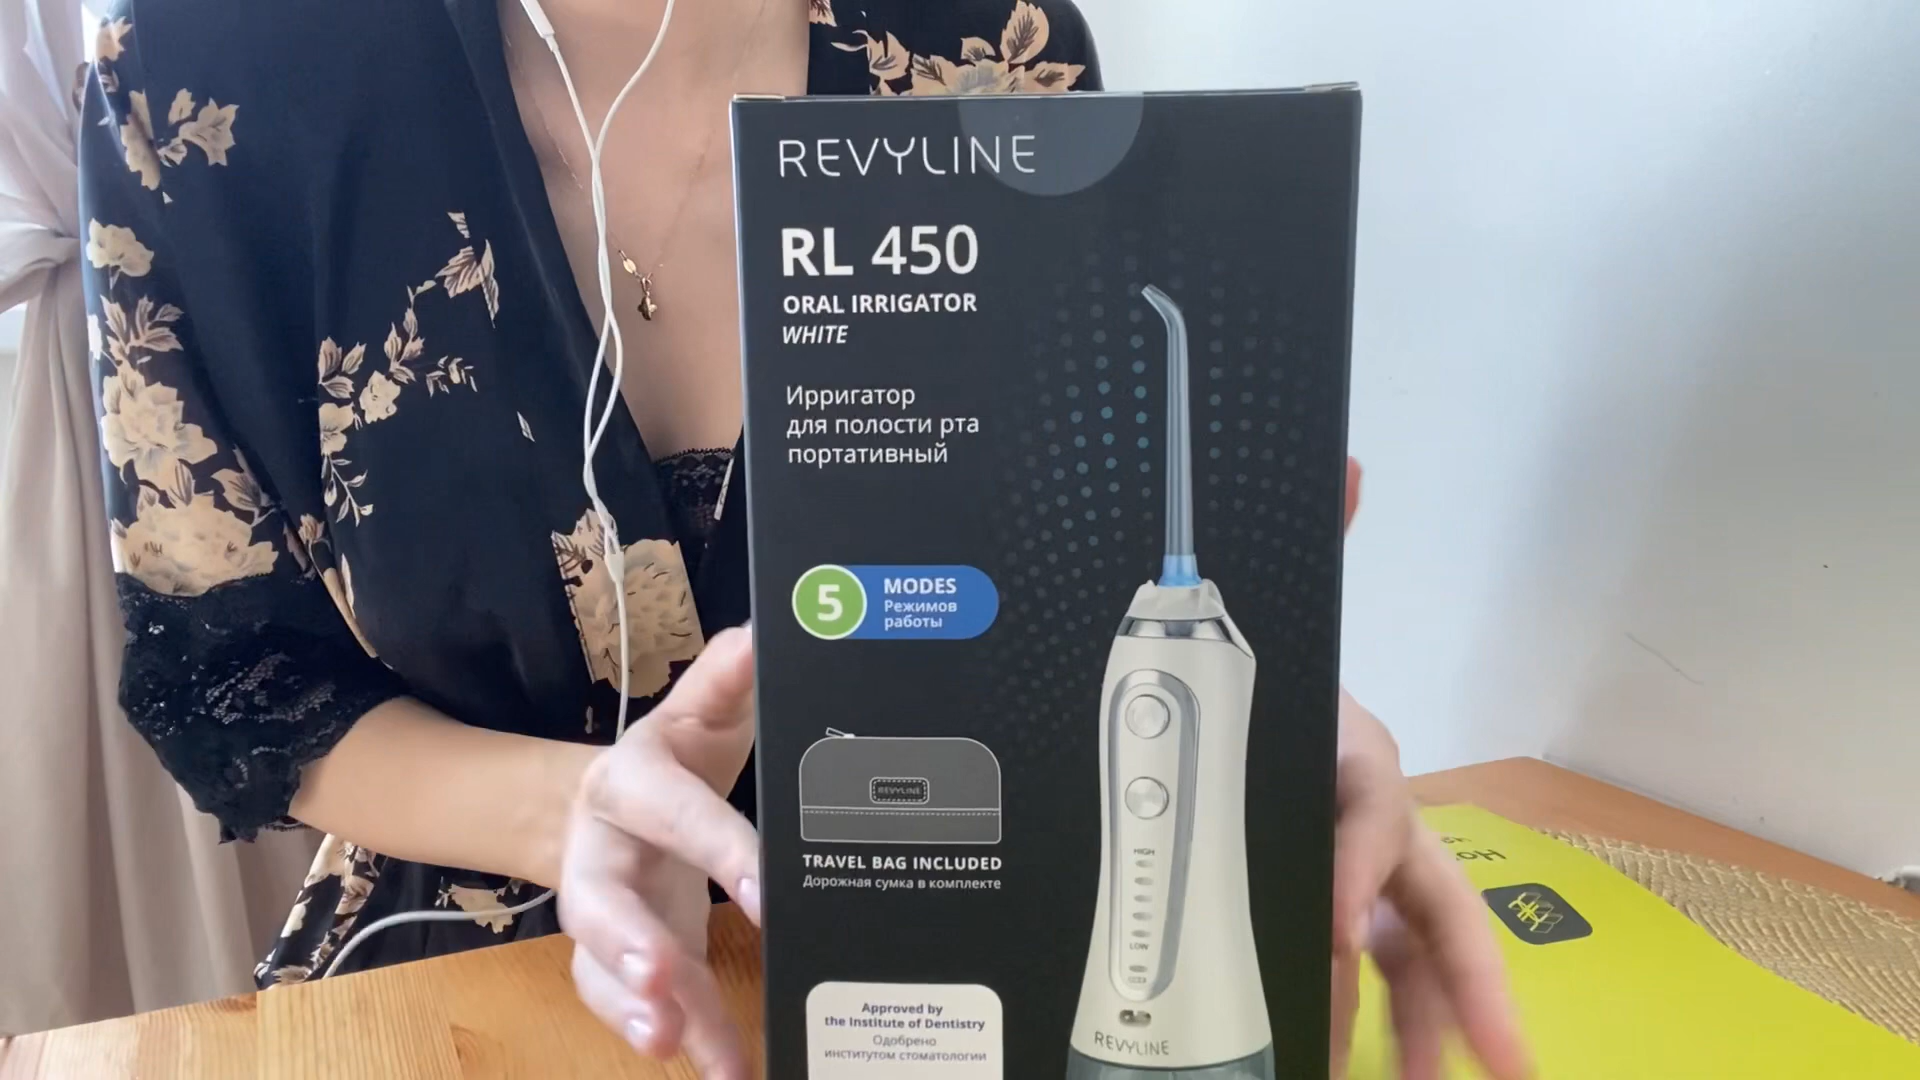 REVYLINE
RL 450
ORAL IRRIGATOR
WHITE
Ирригатор
для полости рта
портативный
5
MODES
Режимов
работы
REVYLINE
TRAVEL BAG INCLUDED
Дорожная сумка в комплекте
HIGH
LOW
REVYLINE
Approved by
the Institute of Dentistry
Одобрено
институтом стоматологии